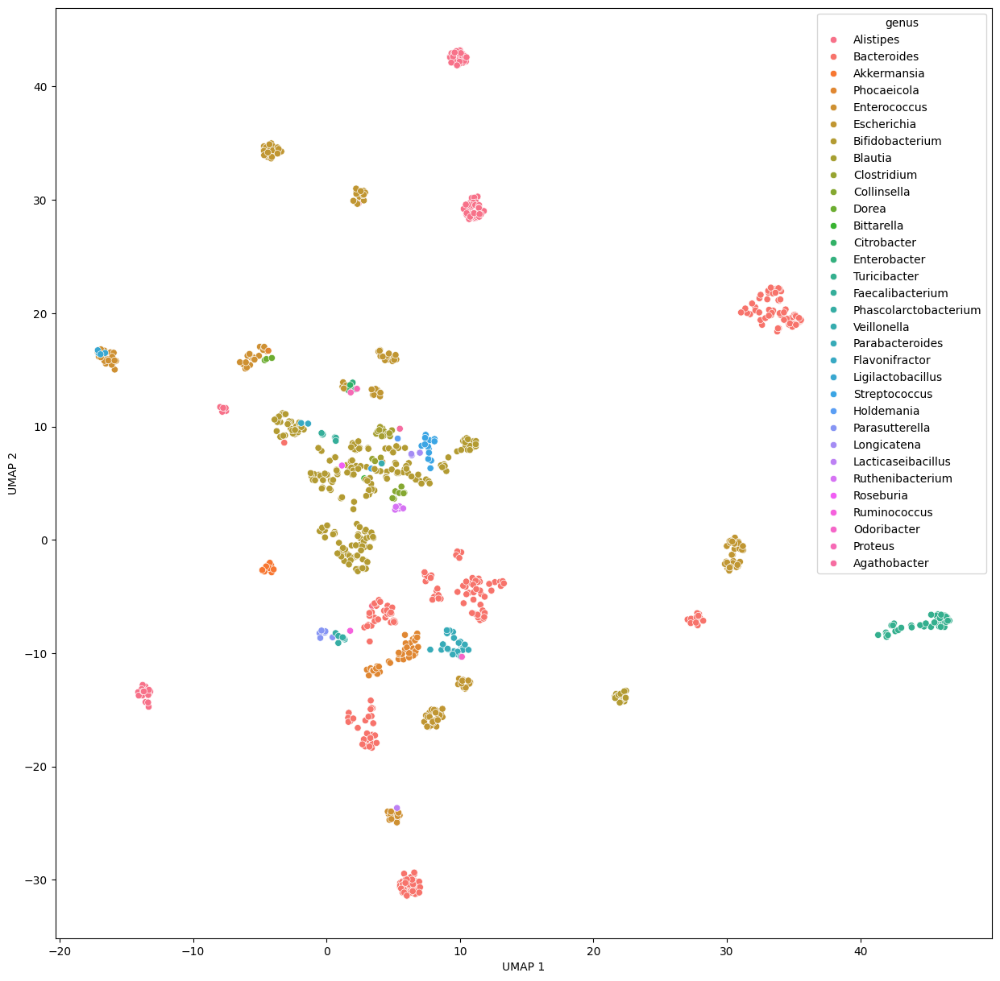 genus
Alistipes
Bacteroides
Akkermansia
Phocaeicola
Enterococcus
Escherichia
Bifidobacterium
Blautia
Clostridium
Collinsella
Dorea
Bittarella
Citrobacter
Enterobacter
Turicibacter
Faecalibacterium
Phascolarctobacterium
Veillonella
Parabacteroides
Flavonifractor
Ligilactobacillus
Streptococcus
Holdemania
Parasutterella
Longicatena
Lacticaseibacillus
Ruthenibacterium
Roseburia
Ruminococcus
Odoribacter
Proteus
Agathobacter
40
30
20
10
0
−10
−20
−30
UMAP 2
−20 −10 0 10 20 30 40
UMAP 1